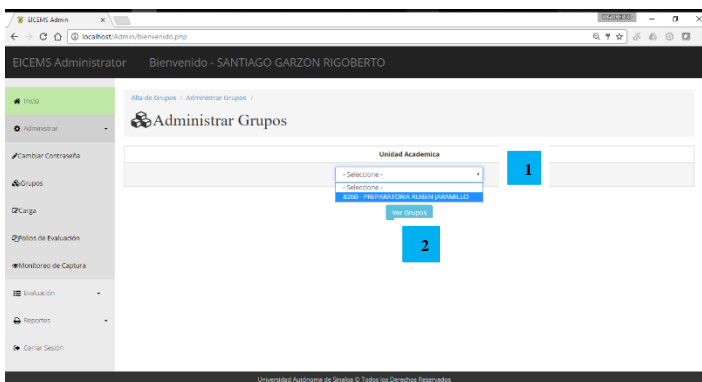 EICEMS Admin
localhost/Admin/bienvenido.php
EICEMS Administrator
Bienvenido - SANTIAGO GARZON RIGOBERTO
Inicio
Administrar
Cambiar Contraseña
Grupos
Carga
Folios de Evaluación
Monitoreo de Captura
Evaluación
Reportes
Cerrar Sesión
Alta de Grupos / Administrar Grupos /
Administrar Grupos
Unidad Academica
- Seleccione -
- Seleccione -
8260 - PREPARATORIA RUBEN JARAMILLO
1
Ver Grupos
2
Universidad Autónoma de Sinaloa © Todos los Derechos Reservados